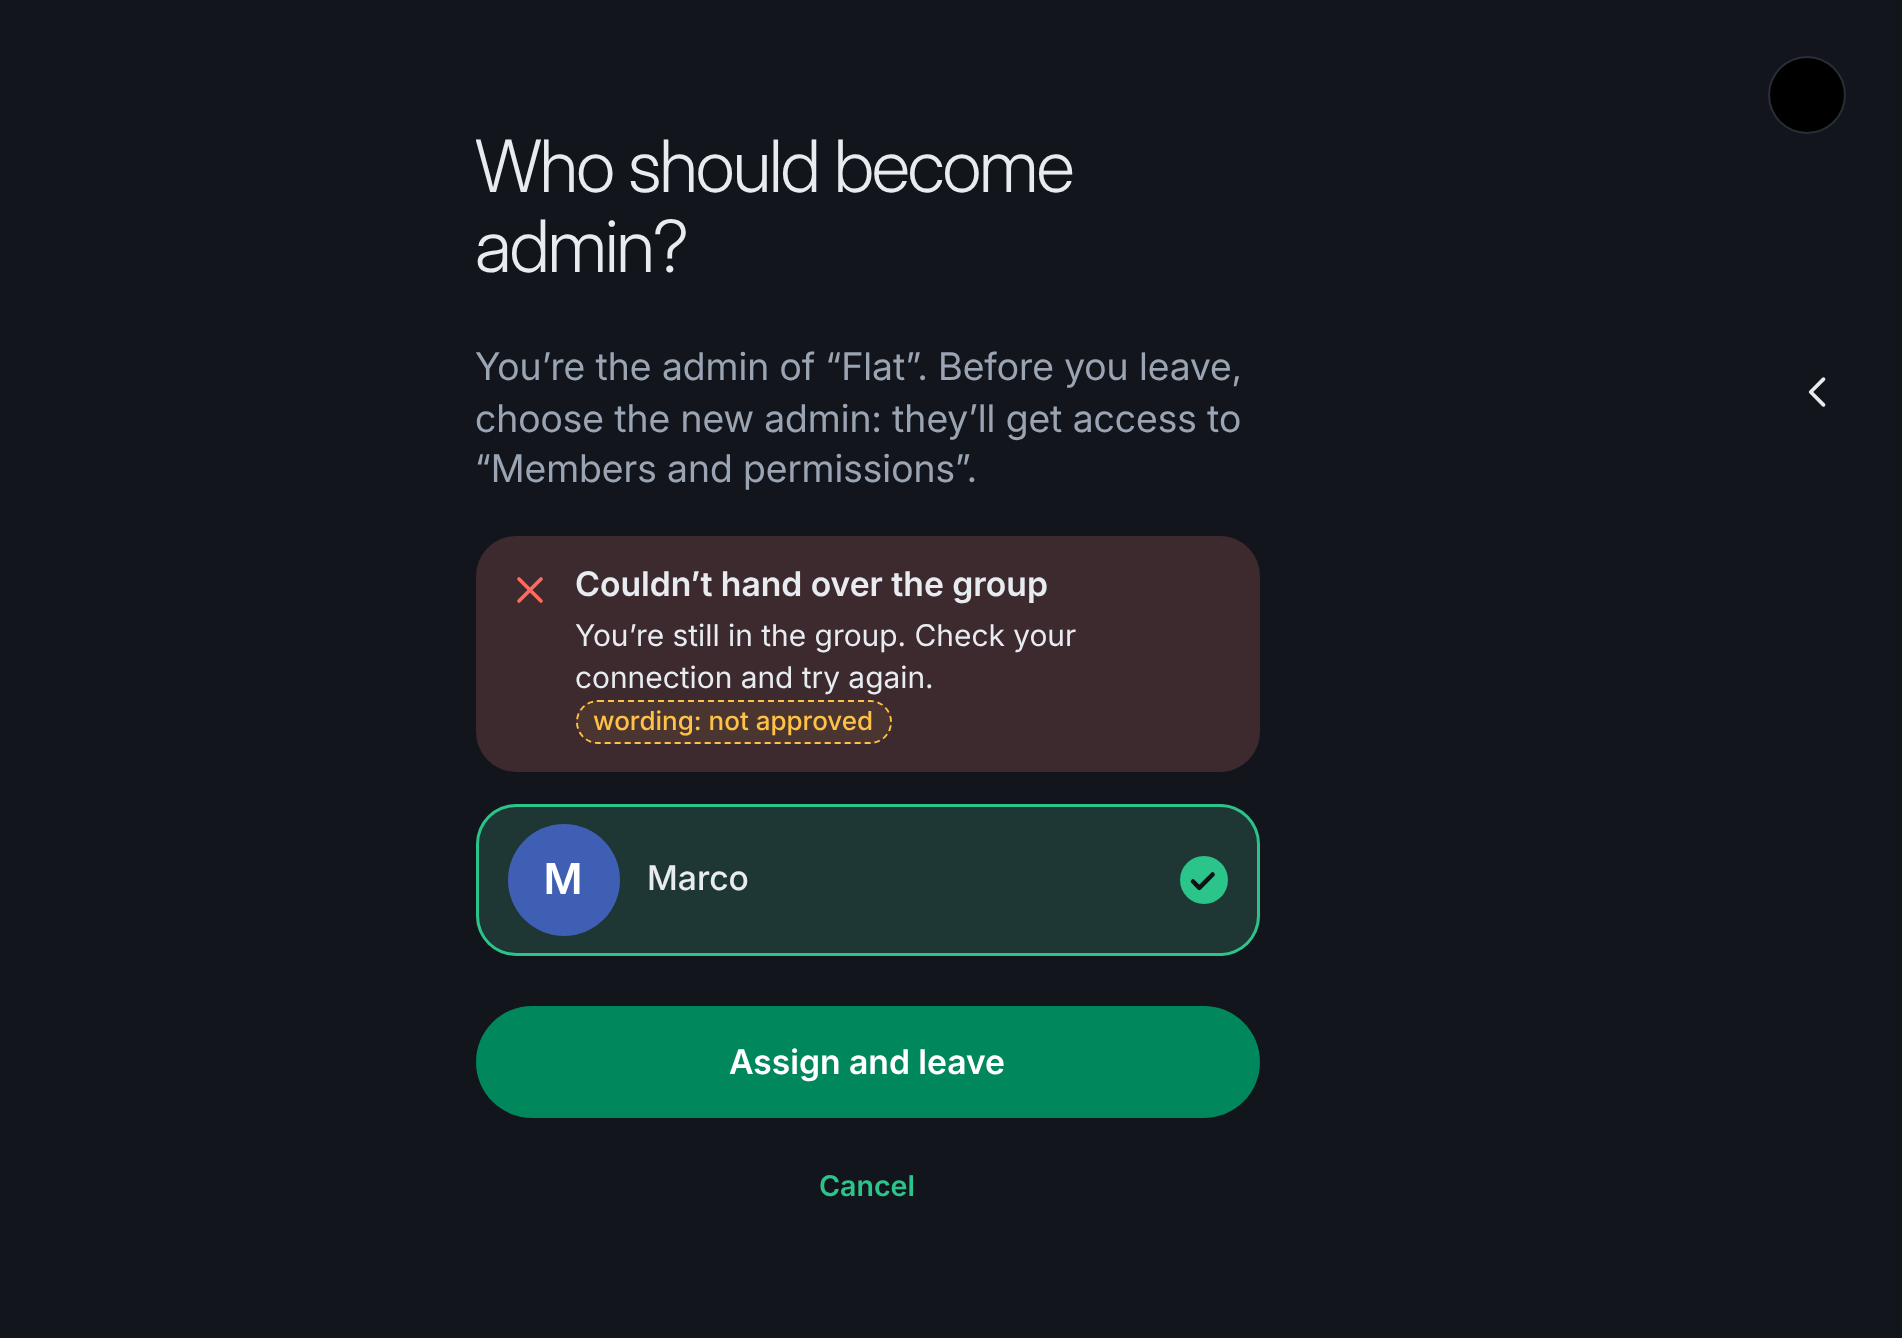 Who should become
admin?
You’re the admin of “Flat”. Before you leave,
choose the new admin: they’ll get access to
“Members and permissions”.
Couldn’t hand over the group
You’re still in the group. Check your
connection and try again.
wording: not approved
M
Marco
Assign and leave
Cancel